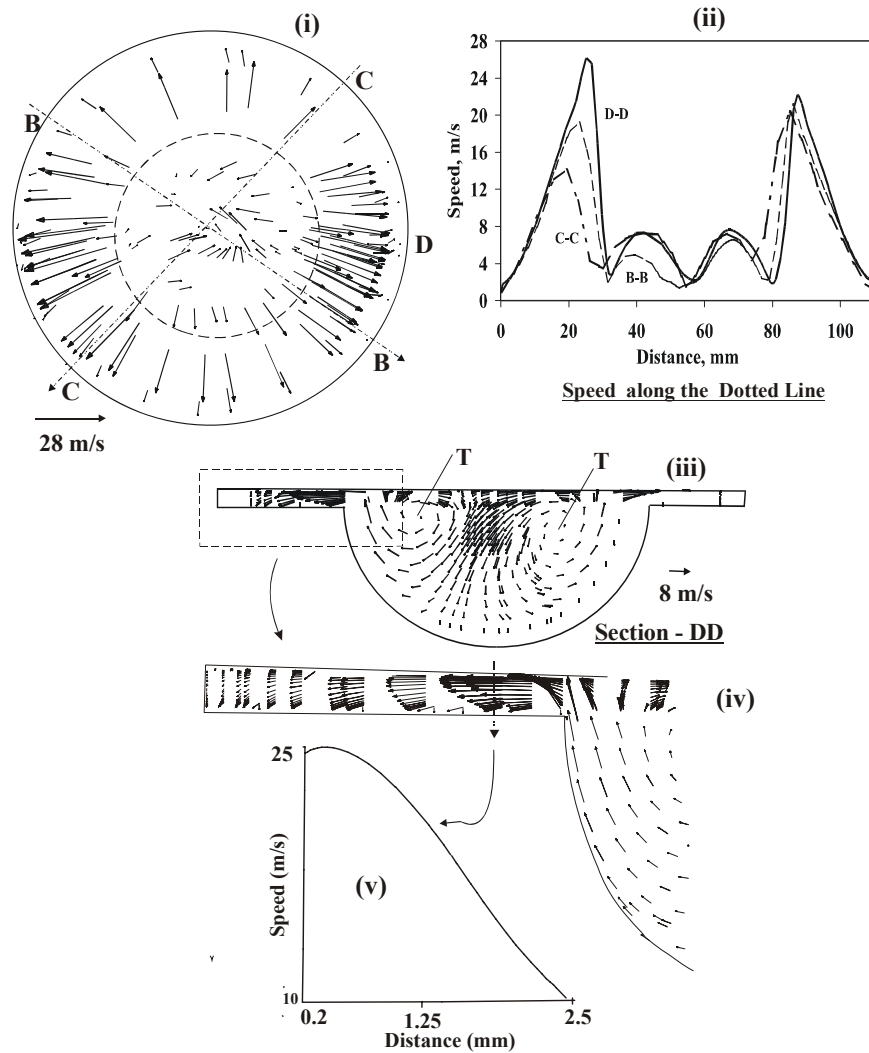 (i)
B
C
D
C
B
28 m/s
(ii)
28
24
20
16
12
8
4
0
Speed, m/s
D-D
C-C
B-B
0
20
40
60
80
100
Distance, mm
Speed along the Dotted Line
T
T
(iii)
8 m/s
Section - DD
(iv)
25
Speed (m/s)
(v)
10
0.2
1.25
2.5
Distance (mm)